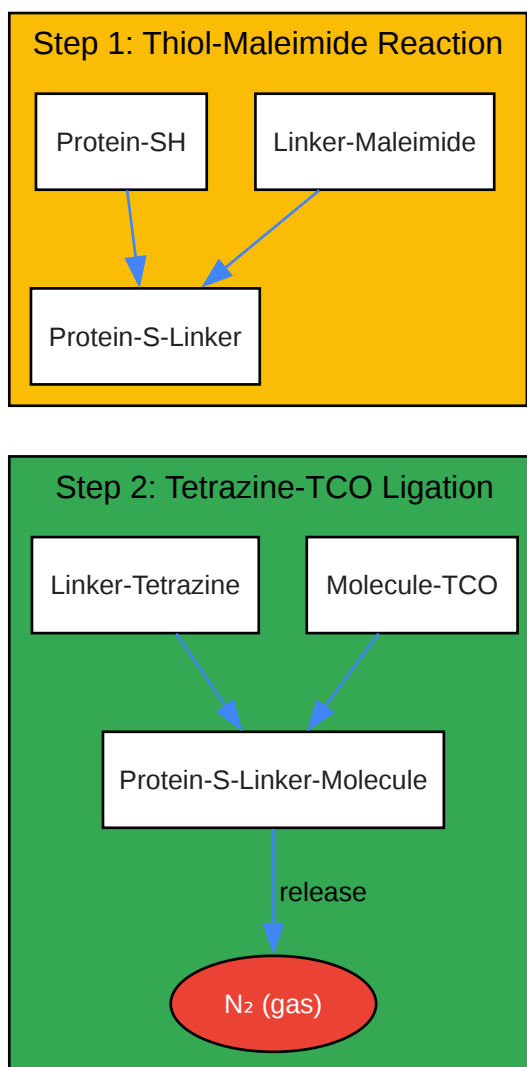 Step 1: Thiol-Maleimide Reaction
Protein-SH
Linker-Maleimide
Protein-S-Linker
Step 2: Tetrazine-TCO Ligation
Linker-Tetrazine
Molecule-TCO
Protein-S-Linker-Molecule
release
N₂ (gas)